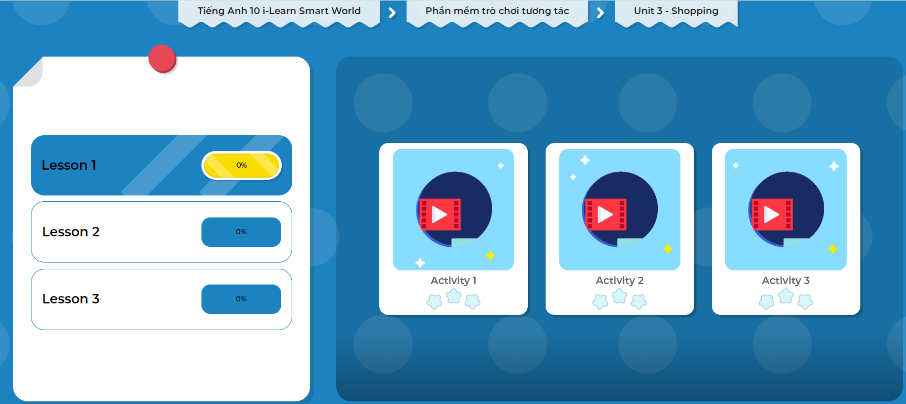 Tiếng Anh 10 i-Learn Smart World
Phần mềm trò chơi tương tác
Unit 3 - Shopping
Lesson 1
0%
Lesson 2
0%
Lesson 3
0%
Activity 1
Activity 2
Activity 3